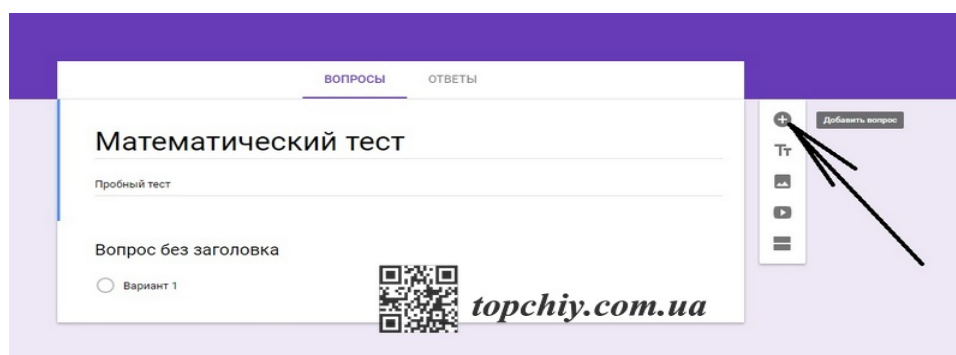 ВОПРОСЫ ОТВЕТЫ
Математический тест
Добавить вопрос
Тт
Пробный тест
Вопрос без заголовка
Вариант 1
topchiy.com.ua